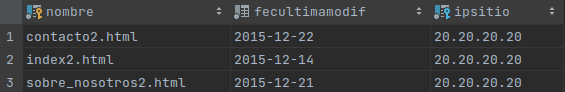 nombre fecultimamodif ipsitio
1 contacto2.html 2015-12-22 20.20.20.20
2 index2.html 2015-12-14 20.20.20.20
3 sobre_nosotros2.html 2015-12-21 20.20.20.20